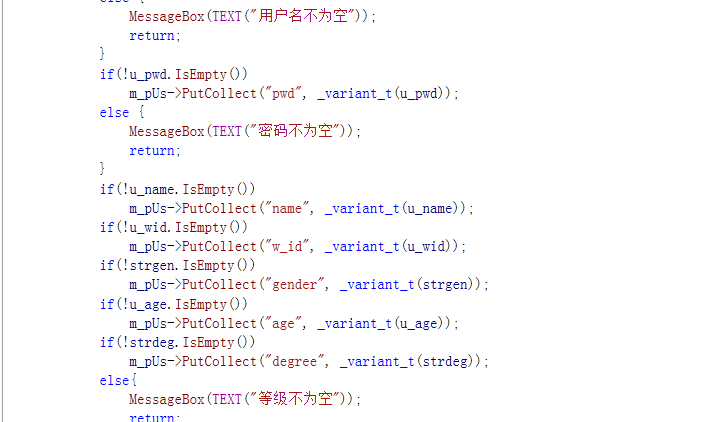 else {
MessageBox(TEXT("用户名不为空"));
return;
}
if(!u_pwd.IsEmpty())
m_pUs->PutCollect("pwd", _variant_t(u_pwd));
else {
MessageBox(TEXT("密码不为空"));
return;
}
if(!u_name.IsEmpty())
m_pUs->PutCollect("name", _variant_t(u_name));
if(!u_wid.IsEmpty())
m_pUs->PutCollect("w_id", _variant_t(u_wid));
if(!strgen.IsEmpty())
m_pUs->PutCollect("gender", _variant_t(strgen));
if(!u_age.IsEmpty())
m_pUs->PutCollect("age", _variant_t(u_age));
if(!strdeg.IsEmpty())
m_pUs->PutCollect("degree", _variant_t(strdeg));
else{
MessageBox(TEXT("等级不为空"));
return;